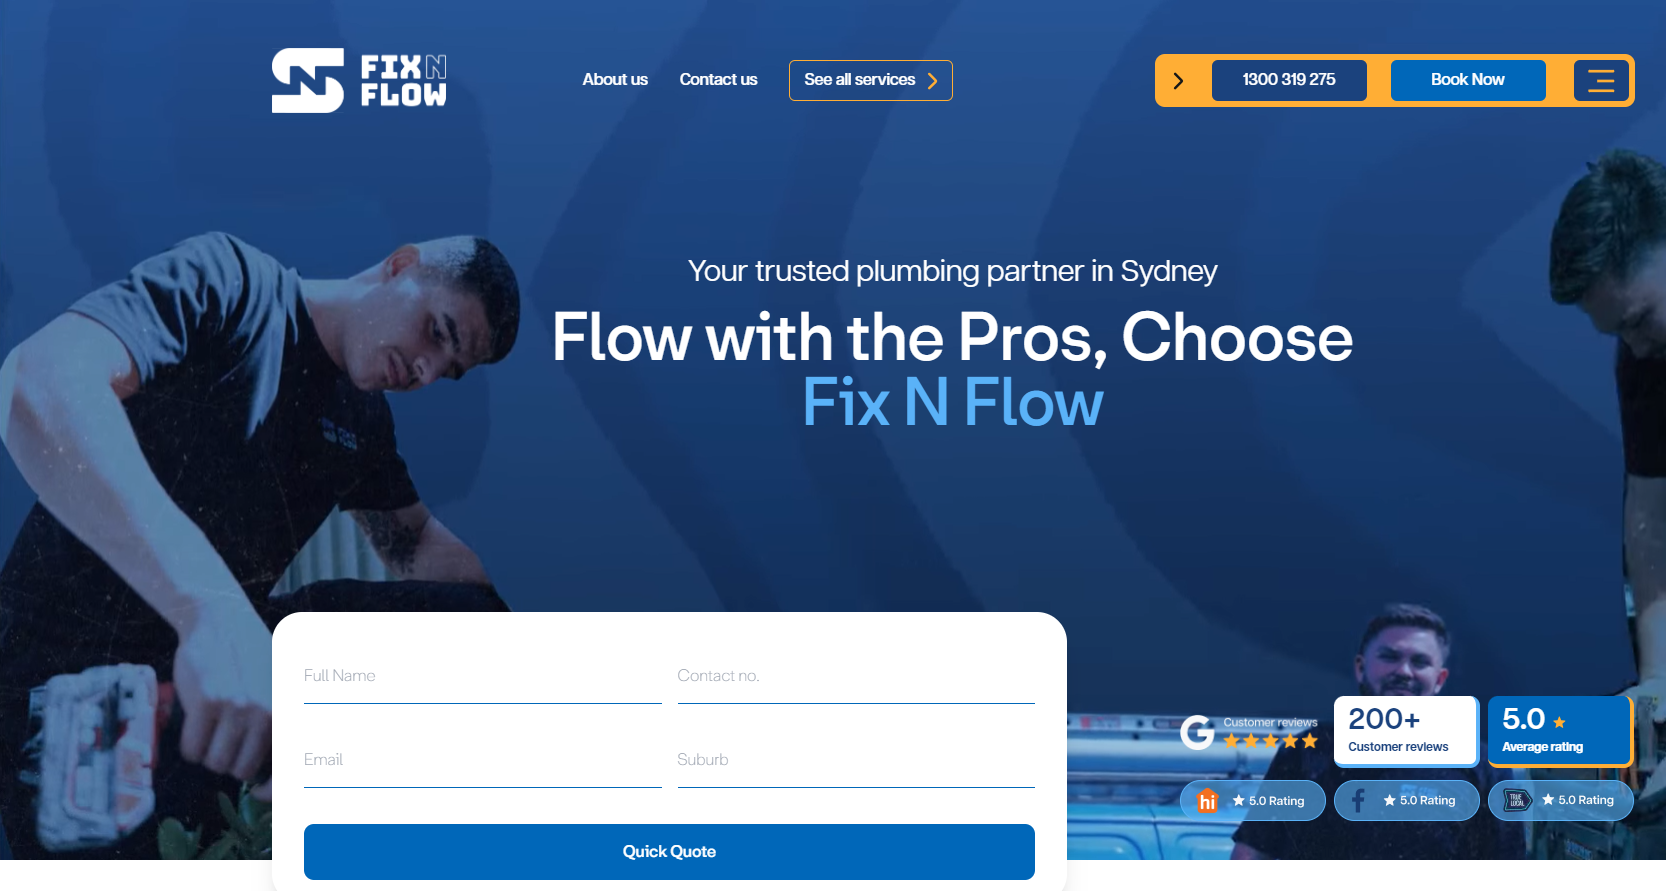 FIXN
FLOW
About us
Contact us
See all services
1300 319 275
Book Now
Your trusted plumbing partner in Sydney
Flow with the Pros, Choose
Fix N Flow
Full Name
Contact no.
Email
Suburb
Quick Quote
G
Customer reviews
200+
Customer reviews
5.0
Average rating
hi
5.0 Rating
f
5.0 Rating
TRUE
LOCAL
5.0 Rating